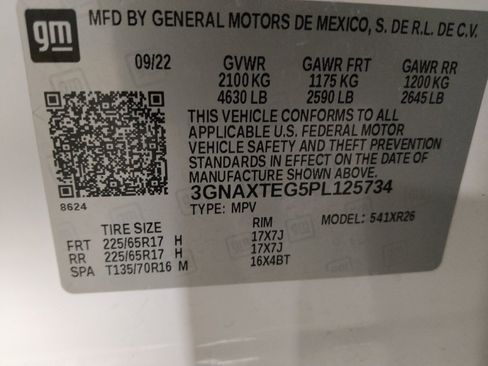 gm
MFD BY GENERAL MOTORS DE MEXICO, S. DE R.L. DE C.V.
09/22 GVWR GAWR FRT GAWR RR
2100 KG 1175 KG 1200 KG
4630 LB 2590 LB 2645 LB
THIS VEHICLE CONFORMS TO ALL
APPLICABLE U.S. FEDERAL MOTOR
VEHICLE SAFETY AND THEFT PREVENTION
STANDARDS IN EFFECT ON THE DATE OF
MANUFACTURE SHOWN ABOVE.
3GNAXTEG5PL125734
8624
TYPE: MPV MODEL: 541XR26
TIRE SIZE RIM
FRT 225/65R17 H 17X7J
RR 225/65R17 H 17X7J
SPA T135/70R16 M 16X4BT